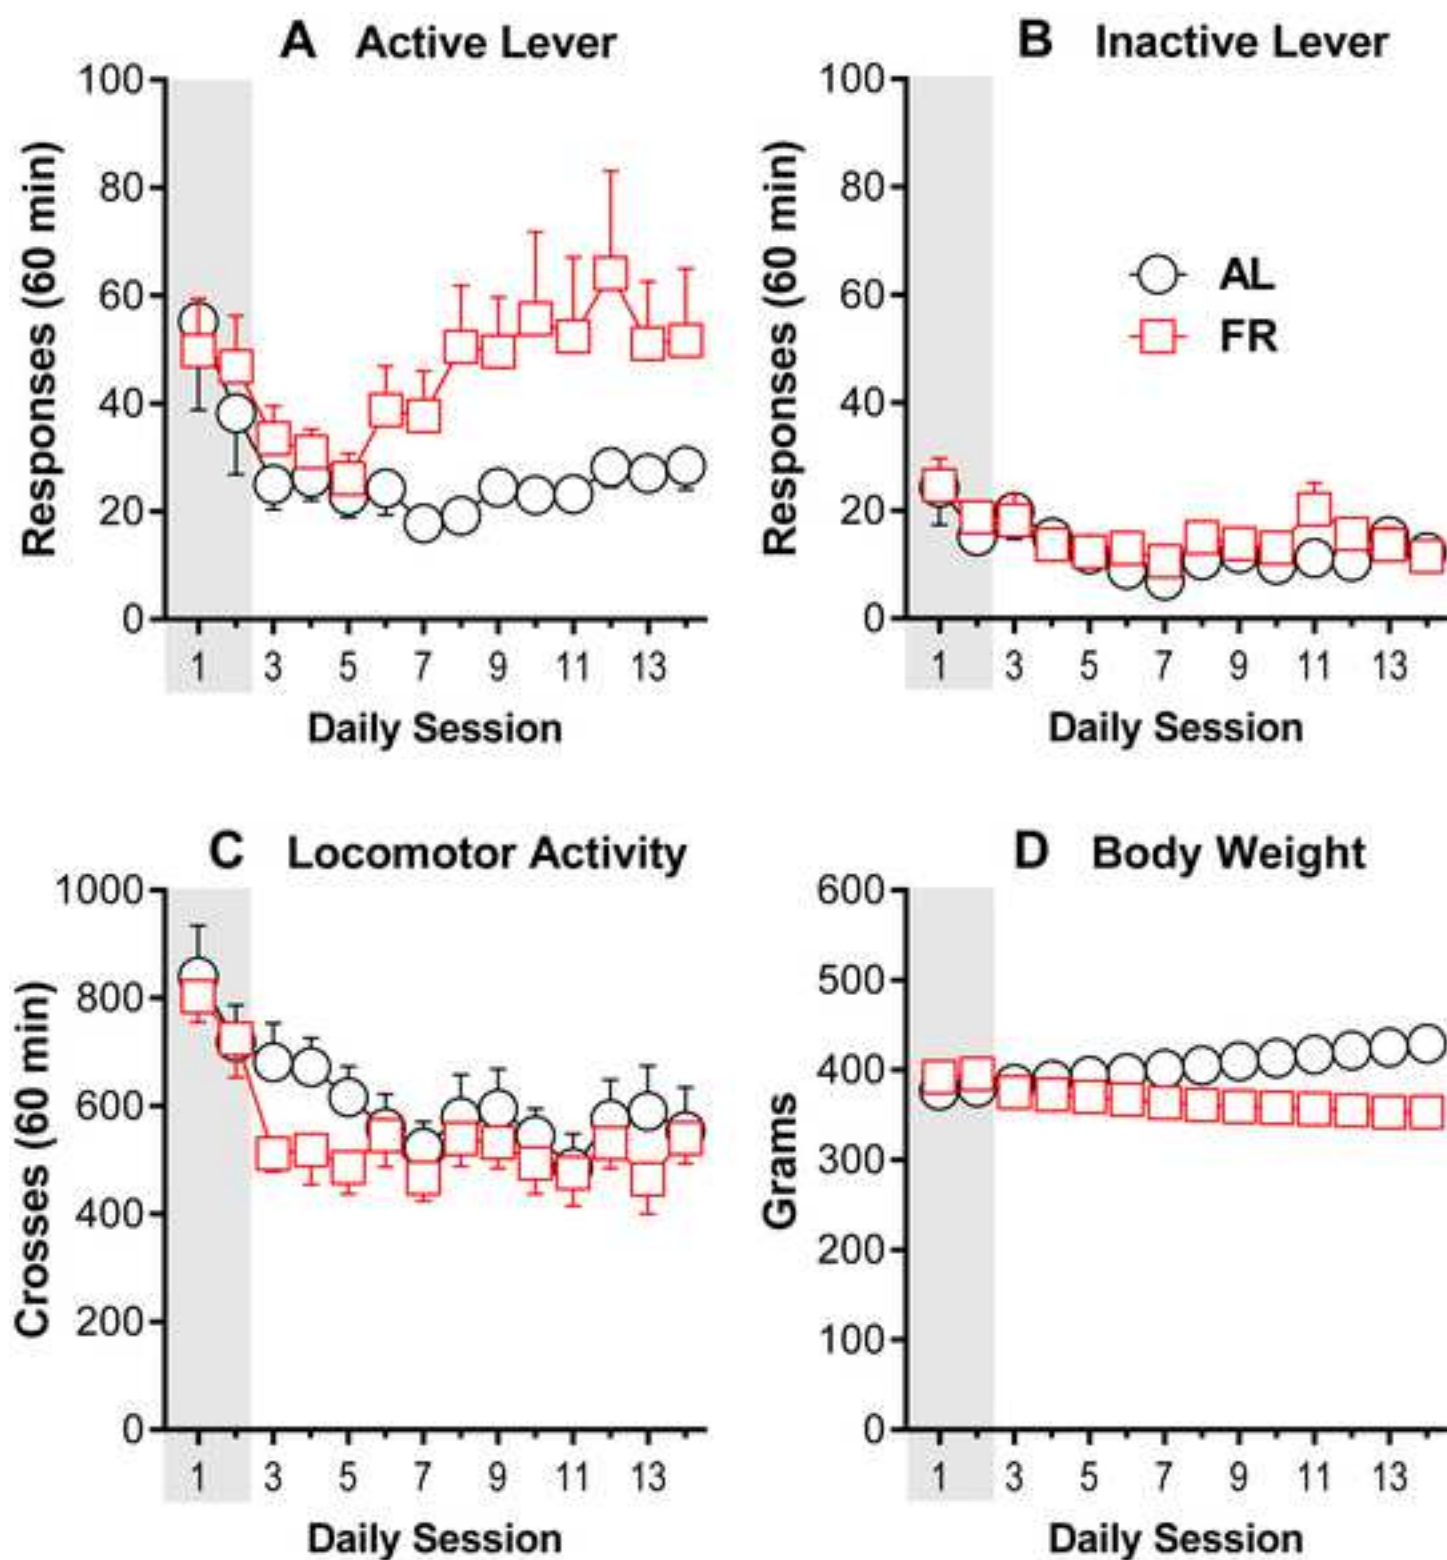 A Active Lever
Responses (60 min)
100
80
60
40
20
0
1 3 5 7 9 11 13
Daily Session
B Inactive Lever
Responses (60 min)
100
80
60
40
20
0
AL
FR
1 3 5 7 9 11 13
Daily Session
C Locomotor Activity
Crosses (60 min)
1000
800
600
400
200
0
1 3 5 7 9 11 13
Daily Session
D Body Weight
Grams
600
500
400
300
200
100
0
1 3 5 7 9 11 13
Daily Session